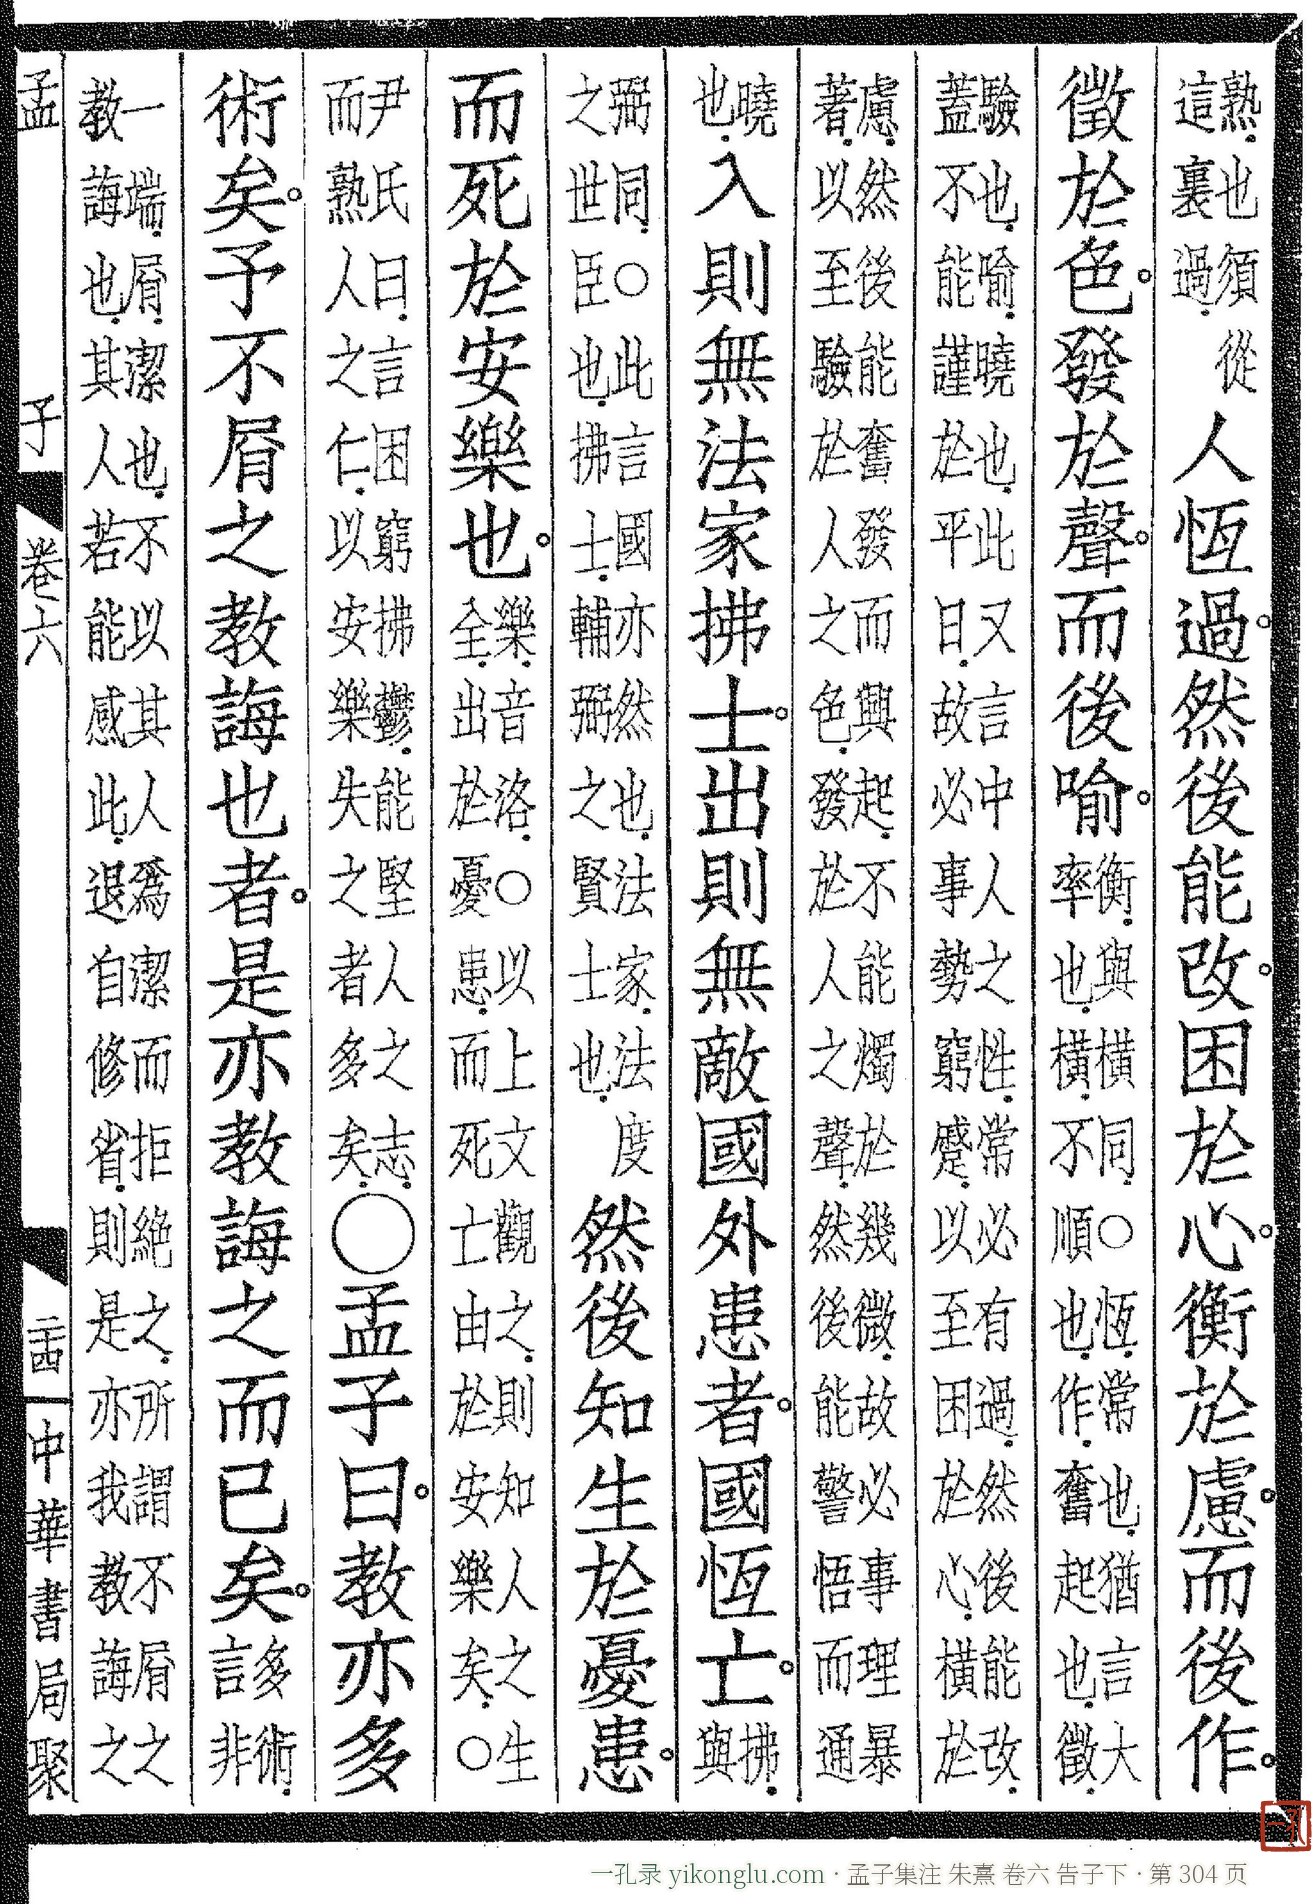 熟。也須從這裏過。人恆過。然後能改。困於心。衡於慮。而後作。
徵於色。發於聲。而後喻。衡。與橫同。○恆。常也。猶言大率也。橫。不順也。作。奮起也。徵。
驗也。喻。曉也。此又言中人之性。常必有過。然後能改。蓋不能謹於平日。故必事勢窮蹙以至困於心。橫於
慮。然後能奮發而興起。不能燭於幾微。故必事理暴著。以至驗於人之色。發於人之聲。然後能警悟而通
曉也。入則無法家拂士。出則無敵國外患者。國恆亡。拂。與
弼同。○此言國亦然也。法家。法度之世臣也。拂士。輔弼之賢士也。然後知生於憂患。
而死於安樂也。樂。音洛。○以上文觀之。則知人之生全。出於憂患。而死亡由於安樂矣。○
尹氏曰。言困窮拂鬱。能堅人之志。而熟人之仁。以安樂失之者多矣。○孟子曰。教亦多
術矣。予不屑之教誨也者。是亦教誨之而已矣。多術。言非
一端。屑。潔也。不以其人爲潔而拒絕之。所謂不屑之教誨也。其人若能感此。退自修省。則是亦我教誨之
孟子 卷六 二十四 中華書局聚
一孔录 yikonglu.com · 孟子集注 朱熹 卷六 告子下 · 第 304 页